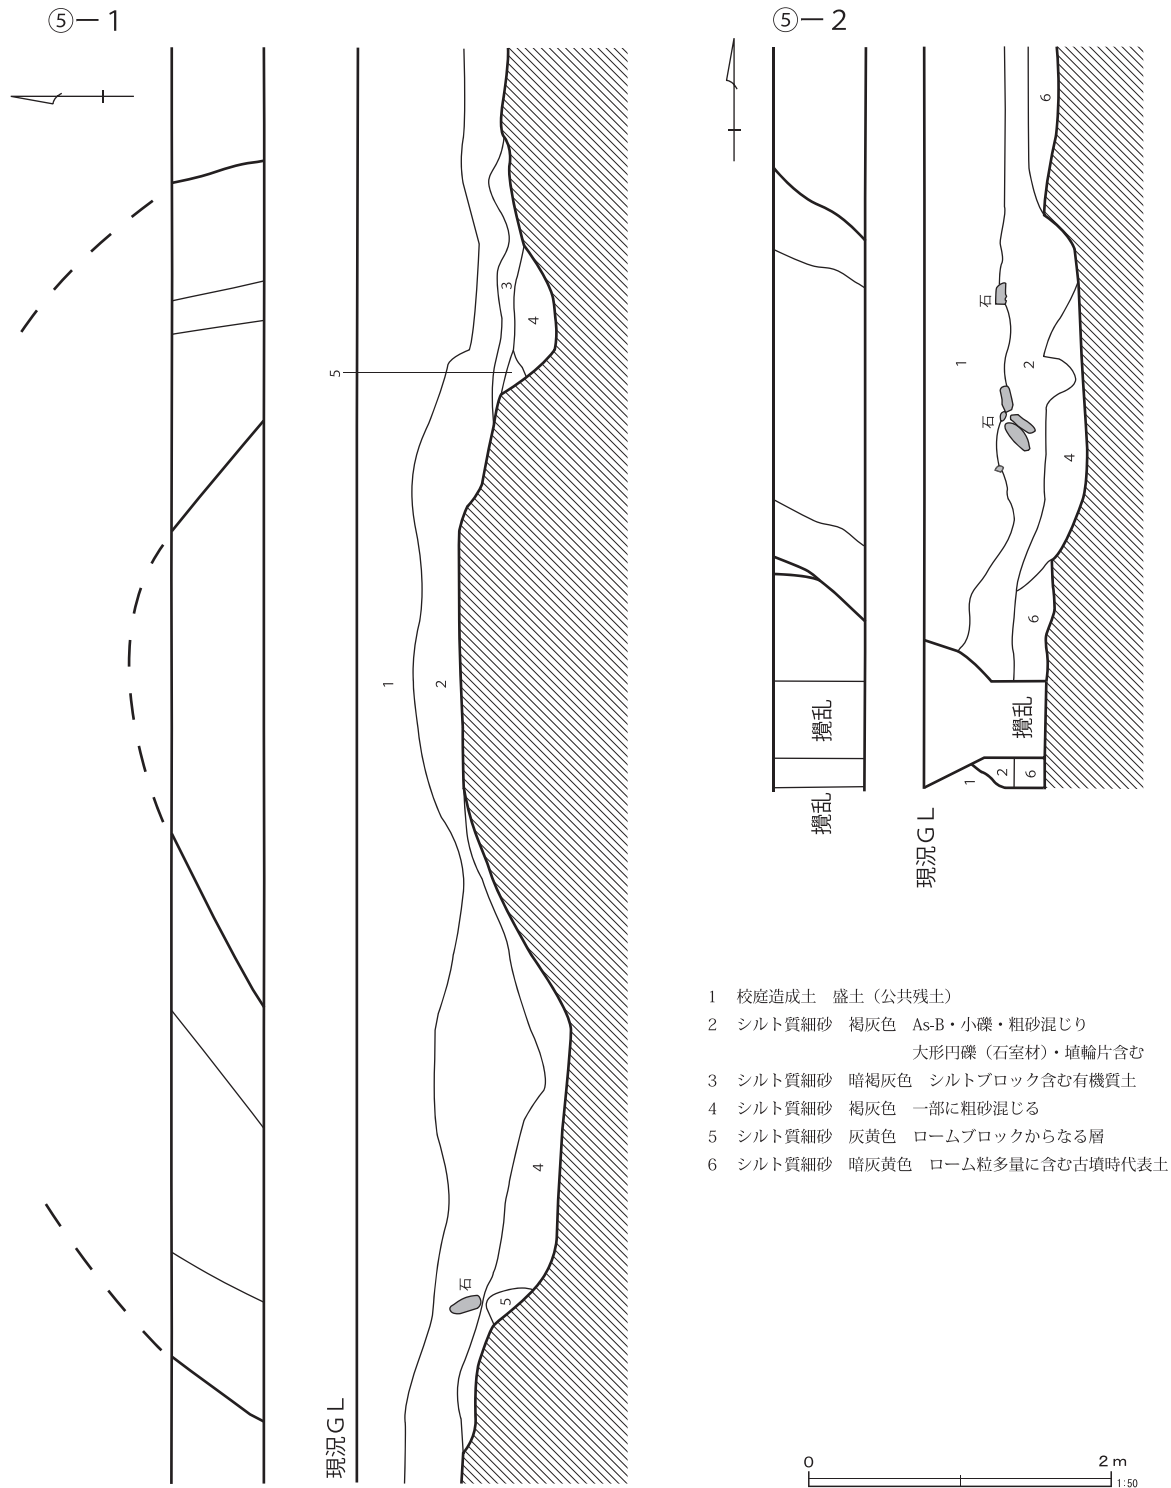 ⑤－1
5
3
4
1
2
4
石
5
現況ＧＬ
⑤－2
6
石
1
2
石
4
6
攪乱
攪乱
1
2
6
攪乱
現況ＧＬ
1　校庭造成土　盛土（公共残土）
2　シルト質細砂　褐灰色　As-B・小礫・粗砂混じり
大形円礫（石室材）・埴輪片含む
3　シルト質細砂　暗褐灰色　シルトブロック含む有機質土
4　シルト質細砂　褐灰色　一部に粗砂混じる
5　シルト質細砂　灰黄色　ロームブロックからなる層
6　シルト質細砂　暗灰黄色　ローム粒多量に含む古墳時代表土
0　2 m
1:50